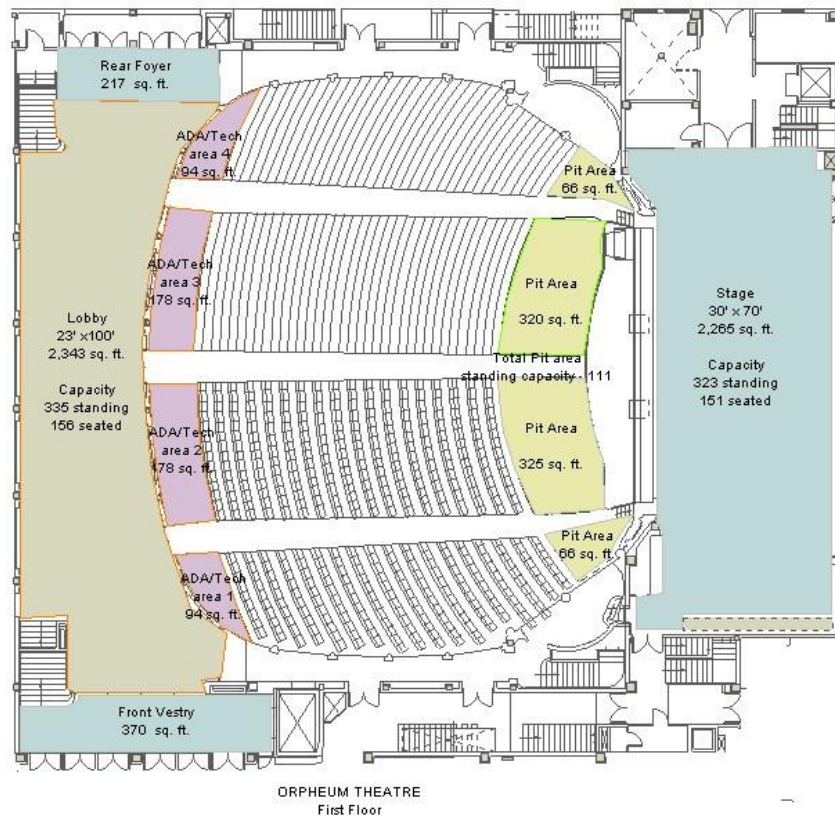 Rear Foyer
217 sq. ft.
ADA/Tech
area 4
94 sq. ft.
Pit Area
66 sq. ft.
ADA/Tech
area 3
178 sq. ft.
Pit Area
320 sq. ft.
Lobby
23' x100'
2,343 sq. ft.
Capacity
335 standing
156 seated
Total Pit area
standing capacity - 111
Stage
30' x 70'
2,265 sq. ft.
Capacity
323 standing
151 seated
ADA/Tech
area 2
178 sq. ft.
Pit Area
325 sq. ft.
Pit Area
66 sq. ft.
ADA/Tech
area 1
94 sq. ft.
Front Vestry
370 sq. ft.
ORPHEUM THEATRE
First Floor